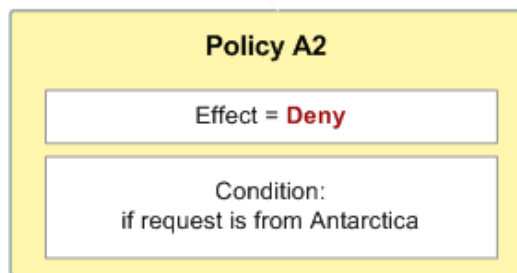 Policy A2
Effect = Deny
Condition:
if request is from Antarctica